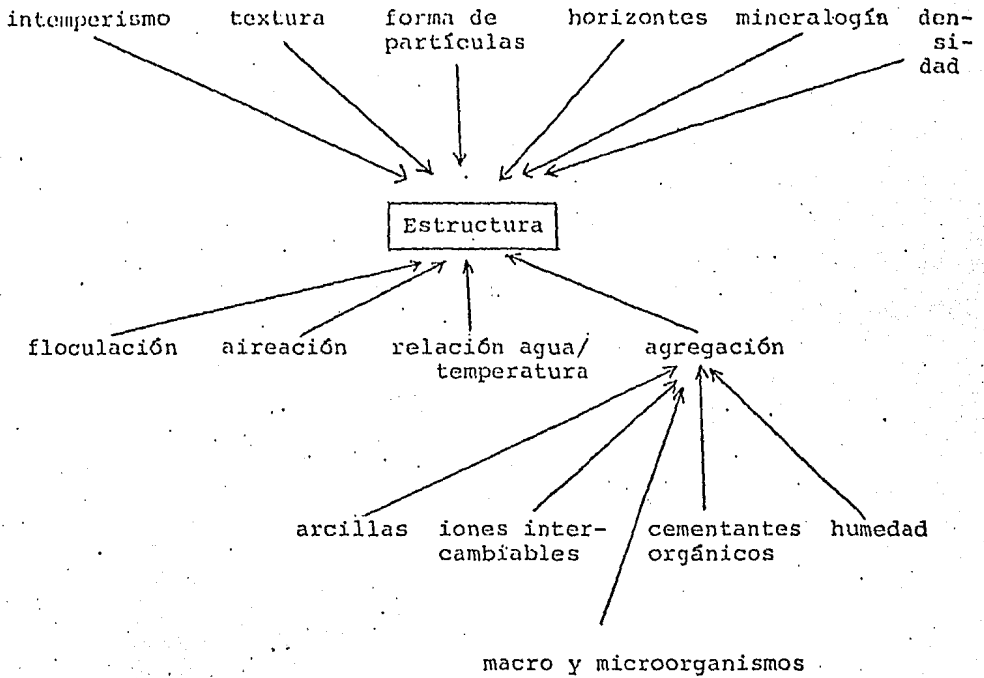 intemperismo textura forma de partículas horizontes mineralogía den-
si-
dad
Estructura
floculación aireación relación agua/
temperatura
agregación
arcillas iones inter-
cambiables
cementantes
orgánicos
humedad
macro y microorganismos